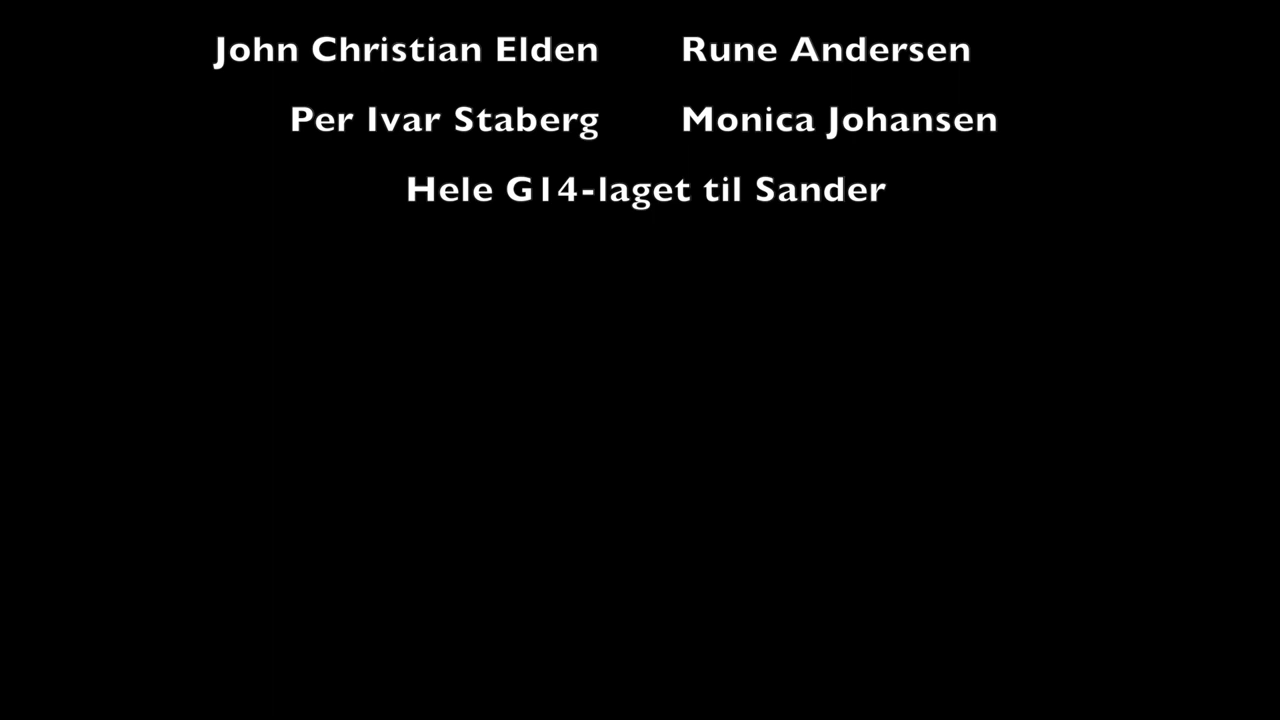 John Christian Elden Rune Andersen
Per Ivar Staberg Monica Johansen
Hele G14-laget til Sander